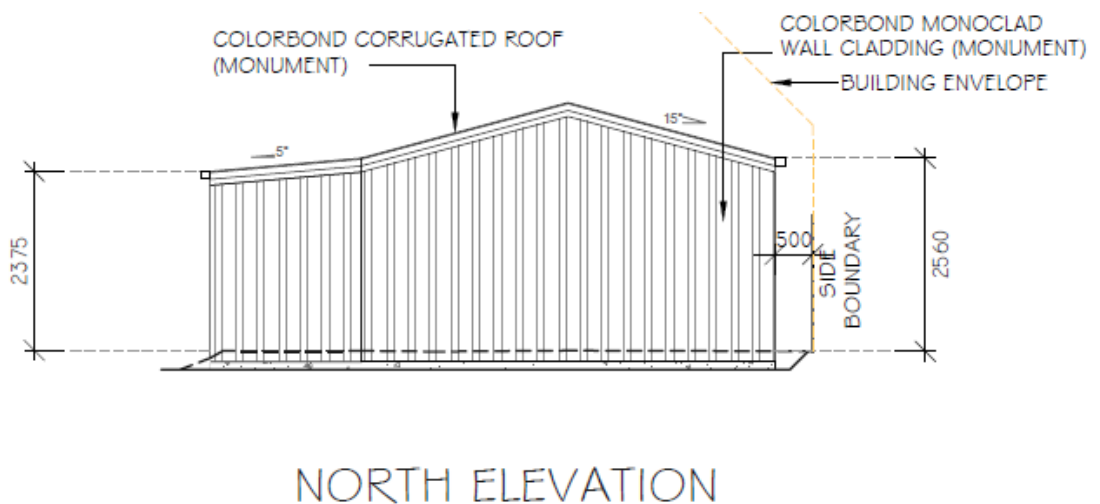 COLORBOND CORRUGATED ROOF
(MONUMENT)
COLORBOND MONOCLAD
WALL CLADDING (MONUMENT)
BUILDING ENVELOPE
5°
15°
2375
500
SIDE
BOUNDARY
2560
NORTH ELEVATION